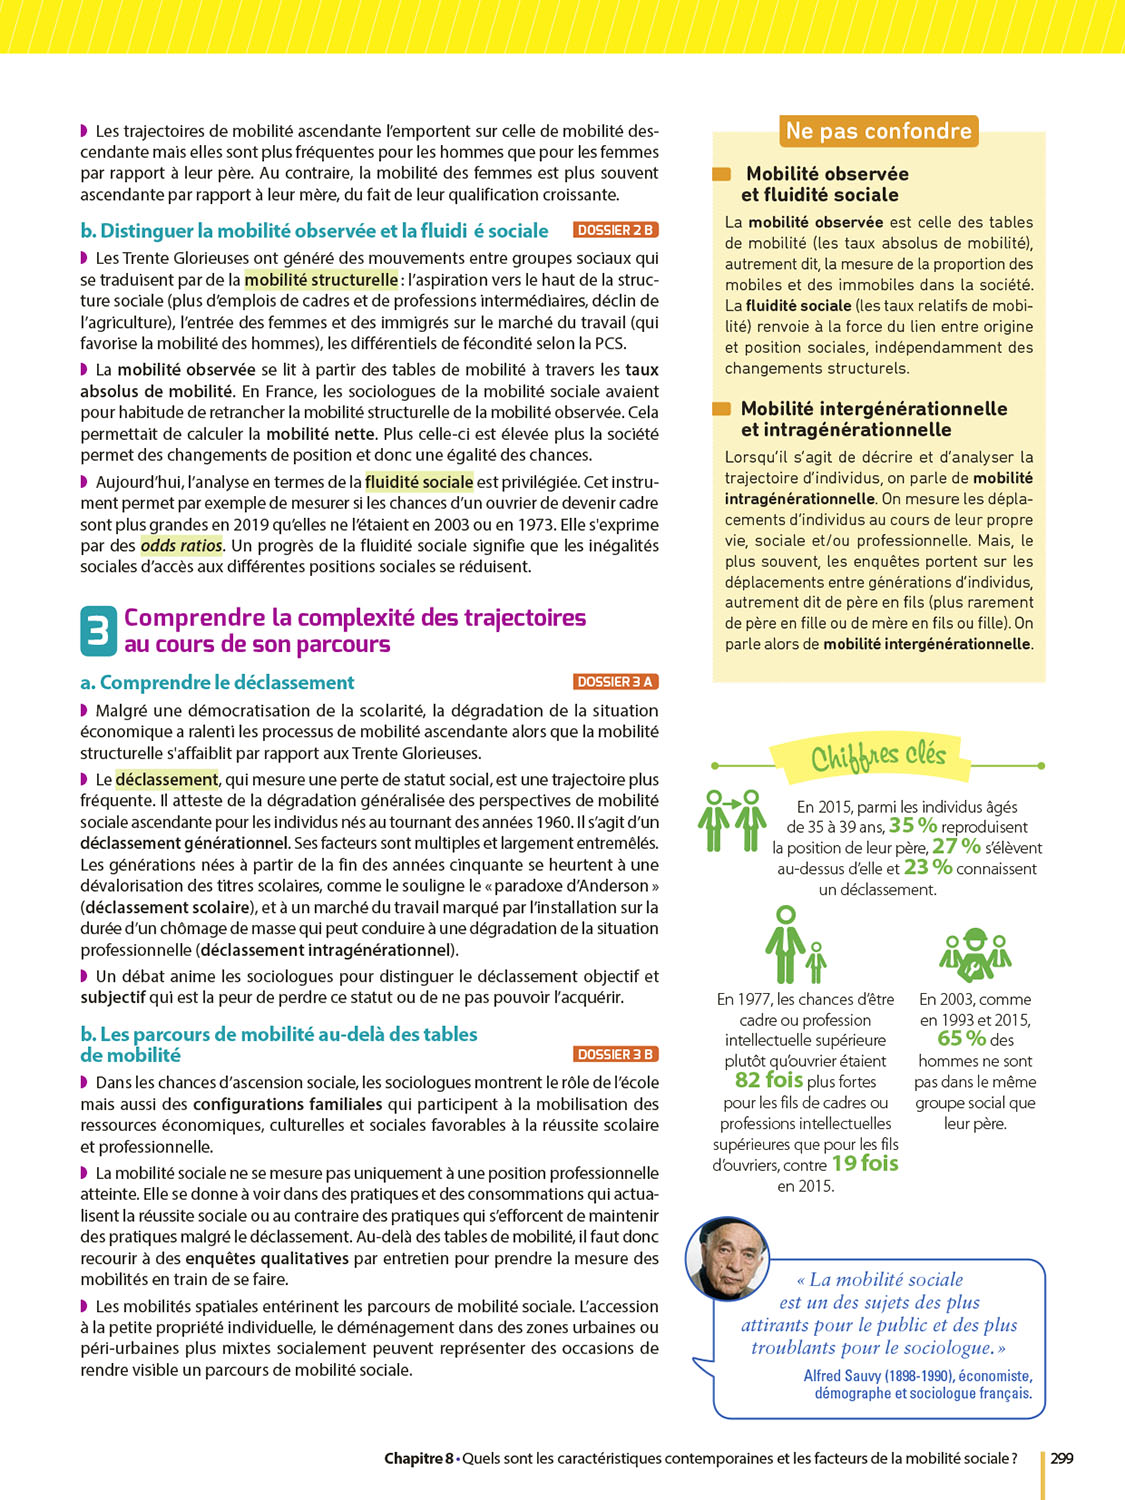 ◗ Les trajectoires de mobilité ascendante l’emportent sur celle de mobilité des-
cendante mais elles sont plus fréquentes pour les hommes que pour les femmes
par rapport à leur père. Au contraire, la mobilité des femmes est plus souvent
ascendante par rapport à leur mère, du fait de leur qualification croissante.
b. Distinguer la mobilité observée et la fluidi é sociale DOSSIER 2 B
◗ Les Trente Glorieuses ont généré des mouvements entre groupes sociaux qui
se traduisent par de la mobilité structurelle : l’aspiration vers le haut de la struc-
ture sociale (plus d’emplois de cadres et de professions intermédiaires, déclin de
l’agriculture), l’entrée des femmes et des immigrés sur le marché du travail (qui
favorise la mobilité des hommes), les différentiels de fécondité selon la PCS.
◗ La mobilité observée se lit à partir des tables de mobilité à travers les taux
absolus de mobilité. En France, les sociologues de la mobilité sociale avaient
pour habitude de retrancher la mobilité structurelle de la mobilité observée. Cela
permettait de calculer la mobilité nette. Plus celle-ci est élevée plus la société
permet des changements de position et donc une égalité des chances.
◗ Aujourd’hui, l’analyse en termes de la fluidité sociale est privilégiée. Cet instru-
ment permet par exemple de mesurer si les chances d’un ouvrier de devenir cadre
sont plus grandes en 2019 qu’elles ne l’étaient en 2003 ou en 1973. Elle s'exprime
par des odds ratios. Un progrès de la fluidité sociale signifie que les inégalités
sociales d’accès aux différentes positions sociales se réduisent.
3 Comprendre la complexité des trajectoires
au cours de son parcours
a. Comprendre le déclassement DOSSIER 3 A
◗ Malgré une démocratisation de la scolarité, la dégradation de la situation
économique a ralenti les processus de mobilité ascendante alors que la mobilité
structurelle s'affaiblit par rapport aux Trente Glorieuses.
◗ Le déclassement, qui mesure une perte de statut social, est une trajectoire plus
fréquente. Il atteste de la dégradation généralisée des perspectives de mobilité
sociale ascendante pour les individus nés au tournant des années 1960. Il s’agit d’un
déclassement générationnel. Ses facteurs sont multiples et largement entremêlés.
Les générations nées à partir de la fin des années cinquante se heurtent à une
dévalorisation des titres scolaires, comme le souligne le « paradoxe d’Anderson »
(déclassement scolaire), et à un marché du travail marqué par l’installation sur la
durée d’un chômage de masse qui peut conduire à une dégradation de la situation
professionnelle (déclassement intragénérationnel).
◗ Un débat anime les sociologues pour distinguer le déclassement objectif et
subjectif qui est la peur de perdre ce statut ou de ne pas pouvoir l’acquérir.
b. Les parcours de mobilité au-delà des tables
de mobilité DOSSIER 3 B
◗ Dans les chances d’ascension sociale, les sociologues montrent le rôle de l’école
mais aussi des configurations familiales qui participent à la mobilisation des
ressources économiques, culturelles et sociales favorables à la réussite scolaire
et professionnelle.
◗ La mobilité sociale ne se mesure pas uniquement à une position professionnelle
atteinte. Elle se donne à voir dans des pratiques et des consommations qui actua-
lisent la réussite sociale ou au contraire des pratiques qui s’efforcent de maintenir
des pratiques malgré le déclassement. Au-delà des tables de mobilité, il faut donc
recourir à des enquêtes qualitatives par entretien pour prendre la mesure des
mobilités en train de se faire.
◗ Les mobilités spatiales entérinent les parcours de mobilité sociale. L’accession
à la petite propriété individuelle, le déménagement dans des zones urbaines ou
péri-urbaines plus mixtes socialement peuvent représenter des occasions de
rendre visible un parcours de mobilité sociale.
Ne pas confondre
Mobilité observée
et fluidité sociale
La mobilité observée est celle des tables
de mobilité (les taux absolus de mobilité),
autrement dit, la mesure de la proportion des
mobiles et des immobiles dans la société.
La fluidité sociale (les taux relatifs de mobi-
lité) renvoie à la force du lien entre origine
et position sociales, indépendamment des
changements structurels.
Mobilité intergénérationnelle
et intragénérationnelle
Lorsqu’il s’agit de décrire et d’analyser la
trajectoire d’individus, on parle de mobilité
intragénérationnelle. On mesure les dépla-
cements d’individus au cours de leur propre
vie, sociale et/ou professionnelle. Mais, le
plus souvent, les enquêtes portent sur les
déplacements entre générations d’individus,
autrement dit de père en fils (plus rarement
de père en fille ou de mère en fils ou fille). On
parle alors de mobilité intergénérationnelle.
Chiffres clés
En 2015, parmi les individus âgés
de 35 à 39 ans, 35 % reproduisent
la position de leur père, 27 % s’élèvent
au-dessus d’elle et 23 % connaissent
un déclassement.
En 1977, les chances d’être
cadre ou profession
intellectuelle supérieure
plutôt qu’ouvrier étaient
82 fois plus fortes
pour les fils de cadres ou
professions intellectuelles
supérieures que pour les fils
d’ouvriers, contre 19 fois
en 2015.
En 2003, comme
en 1993 et 2015,
65 % des
hommes ne sont
pas dans le même
groupe social que
leur père.
« La mobilité sociale
est un des sujets des plus
attirants pour le public et des plus
troublants pour le sociologue. »
Alfred Sauvy (1898-1990), économiste,
démographe et sociologue français.
Chapitre 8 • Quels sont les caractéristiques contemporaines et les facteurs de la mobilité sociale ? 299